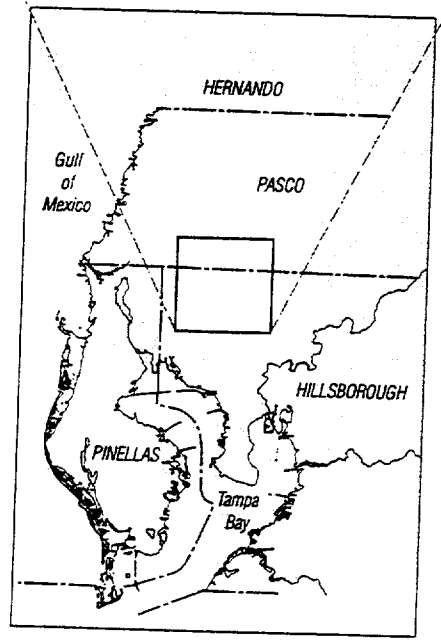 HERNANDO
Gulf
of
Mexico
PASCO
HILLSBOROUGH
PINELLAS
Tampa
Bay